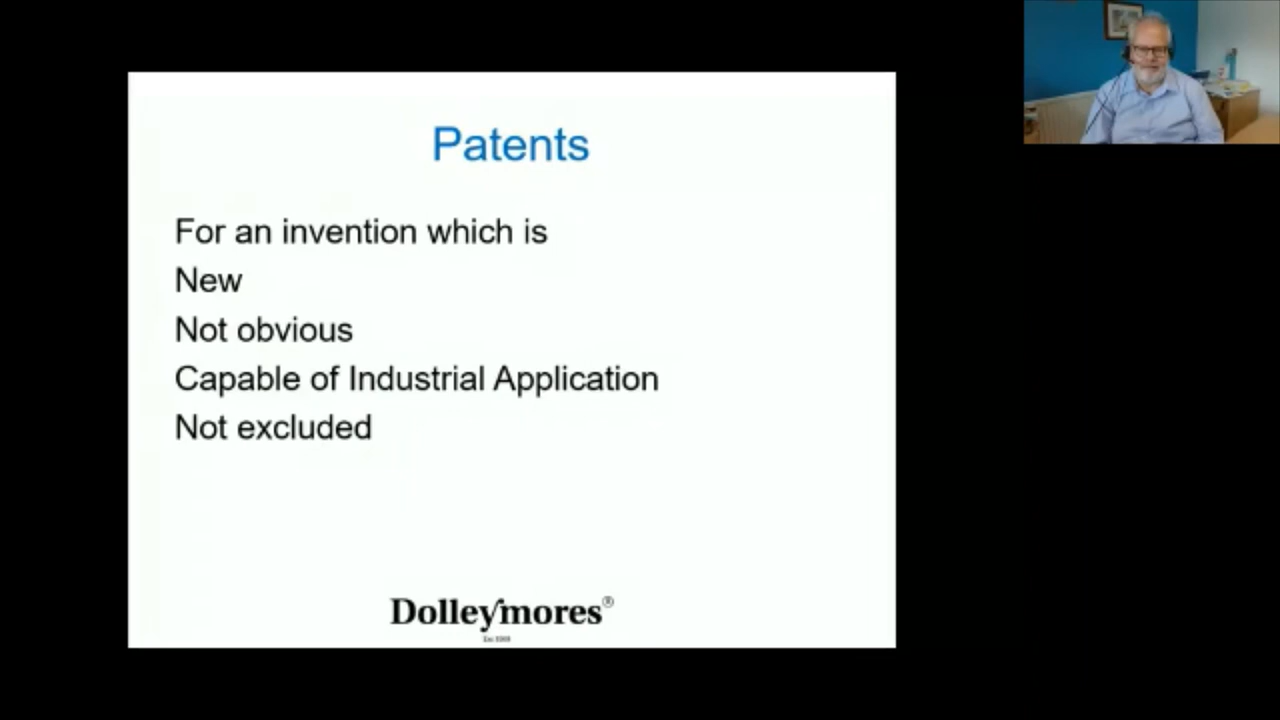 Patents
For an invention which is
New
Not obvious
Capable of Industrial Application
Not excluded
Dolleymores®